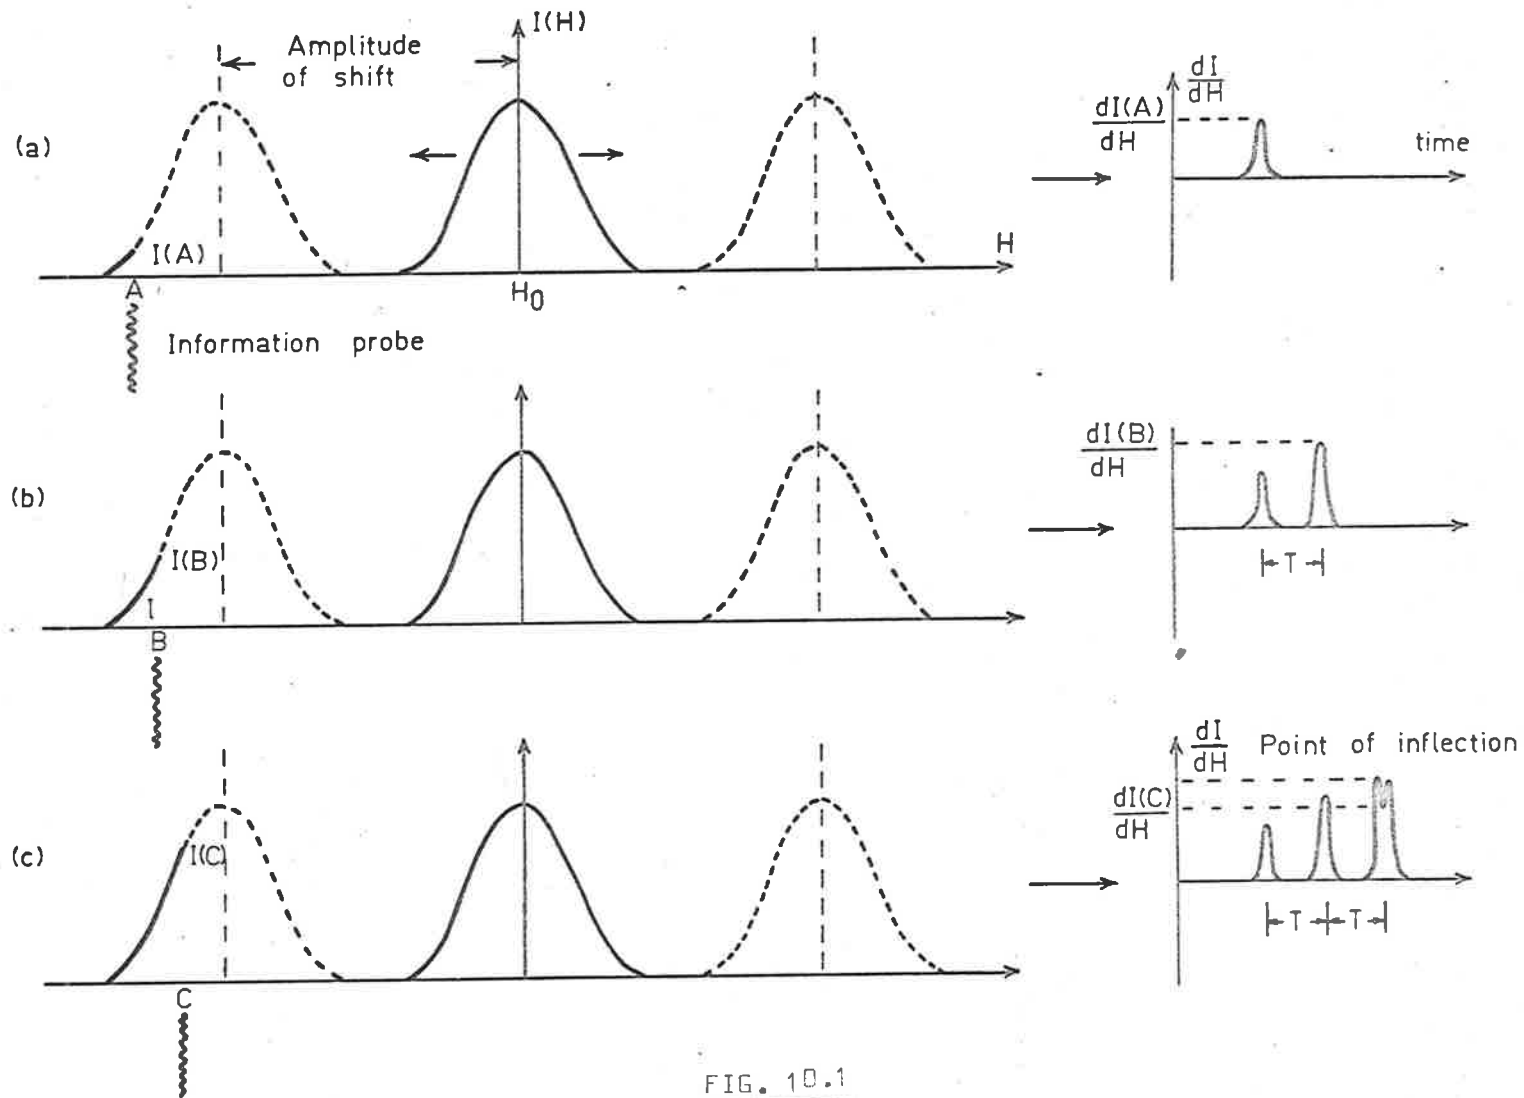 Amplitude
of shift
I(H)
(a)
I(A)
A
H0
H
dI
dH
dI(A)
dH
time
Information probe
(b)
I(B)
I
B
dI(B)
dH
T
(c)
I(C)
C
dI
dH
Point of inflection
dI(C)
dH
T
T
FIG. 10.1